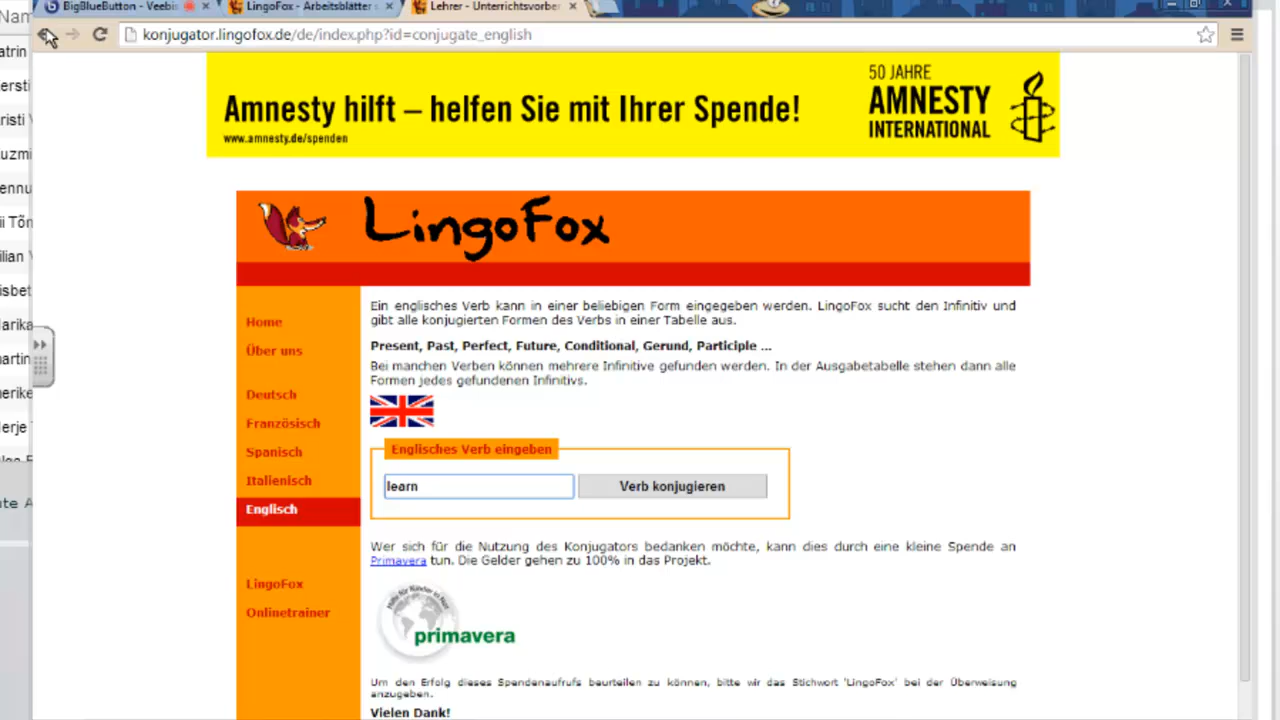 BigBlueButton - Veebis
LingoFox - Arbeitsblätter
Lehrer - Unterrichtsvorber
konjugator.lingofox.de/de/index.php?id=conjugate_english
Amnesty hilft – helfen Sie mit Ihrer Spende!
www.amnesty.de/spenden
50 JAHRE
AMNESTY
INTERNATIONAL
LingoFox
Home
Über uns
Deutsch
Französisch
Spanisch
Italienisch
Englisch
LingoFox
Onlinetrainer
Ein englisches Verb kann in einer beliebigen Form eingegeben werden. LingoFox sucht den Infinitiv und
gibt alle konjugierten Formen des Verbs in einer Tabelle aus.
Present, Past, Perfect, Future, Conditional, Gerund, Participle ...
Bei manchen Verben können mehrere Infinitive gefunden werden. In der Ausgabetabelle stehen dann alle
Formen jedes gefundenen Infinitivs.
Englisches Verb eingeben
learn
Verb konjugieren
Wer sich für die Nutzung des Konjugators bedanken möchte, kann dies durch eine kleine Spende an
Primavera tun. Die Gelder gehen zu 100% in das Projekt.
Hilfe für Kinder in Not
primavera
Um den Erfolg dieses Spendenaufrufs beurteilen zu können, bitte wir das Stichwort 'LingoFox' bei der Überweisung
anzugeben.
Vielen Dank!